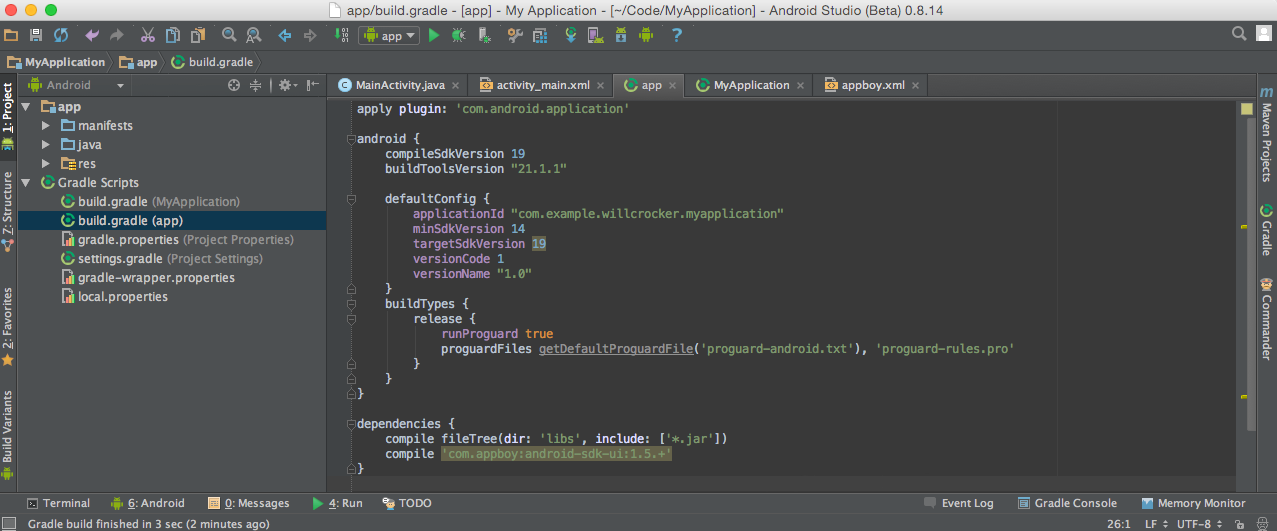 app/build.gradle - [app] - My Application - [~/Code/MyApplication] - Android Studio (Beta) 0.8.14
app
MyApplication app build.gradle
Android
MainActivity.java activity_main.xml app MyApplication appboy.xml
1: Project
Z: Structure
2: Favorites
Build Variants
app
manifests
java
res
Gradle Scripts
build.gradle (MyApplication)
build.gradle (app)
gradle.properties (Project Properties)
settings.gradle (Project Settings)
gradle-wrapper.properties
local.properties
apply plugin: 'com.android.application'
android {
compileSdkVersion 19
buildToolsVersion "21.1.1"
defaultConfig {
applicationId "com.example.willcrocker.myapplication"
minSdkVersion 14
targetSdkVersion 19
versionCode 1
versionName "1.0"
}
buildTypes {
release {
runProguard true
proguardFiles getDefaultProguardFile('proguard-android.txt'), 'proguard-rules.pro'
}
}
}
dependencies {
compile fileTree(dir: 'libs', include: ['*.jar'])
compile 'com.appboy:android-sdk-ui:1.5.+'
}
m
Maven Projects
Gradle
Commander
Terminal 6: Android 0: Messages 4: Run TODO Event Log Gradle Console Memory Monitor
Gradle build finished in 3 sec (2 minutes ago) 26:1 LF UTF-8